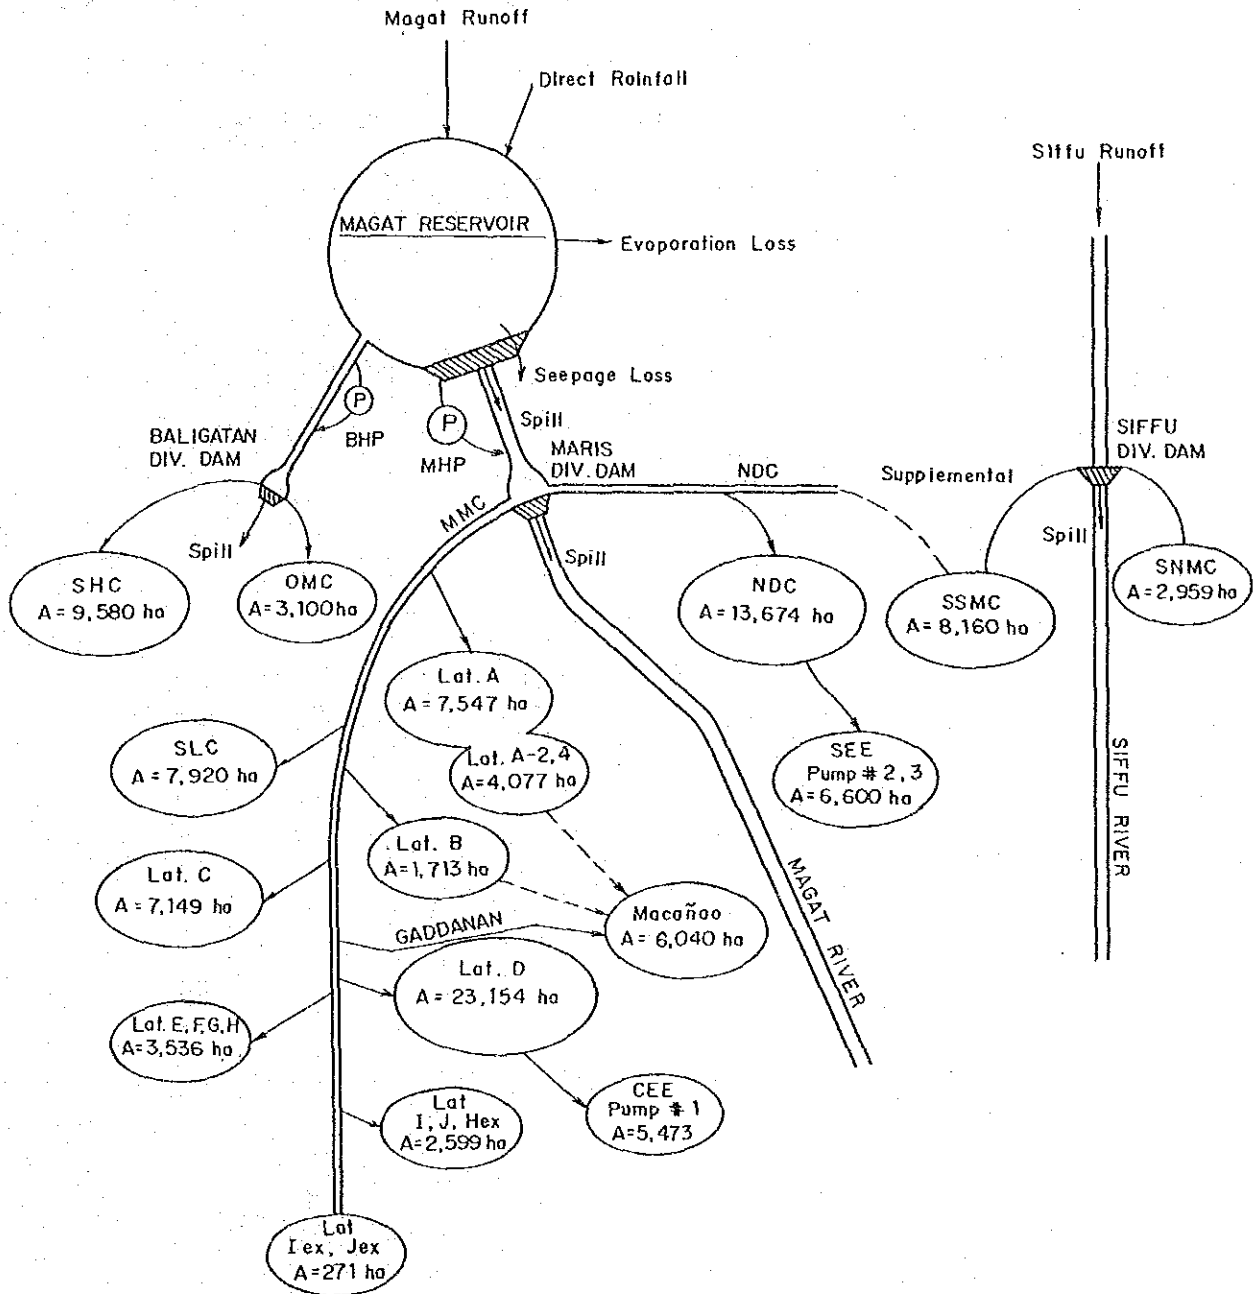 Magat Runoff
Direct Rainfall
Siffu Runoff
MAGAT RESERVOIR
Evaporation Loss
Seepage Loss
P
BHP
P
MHP
Spill
BALIGATAN
DIV. DAM
MARIS
DIV. DAM
NDC
Supplemental
SIFFU
DIV. DAM
MMC
Spill
Spill
Spill
SHC
A = 9,580 ha
OMC
A = 3,100 ha
NDC
A = 13,674 ha
SSMC
A = 8,160 ha
SNMC
A = 2,959 ha
Lat. A
A = 7,547 ha
SLC
A = 7,920 ha
Lat. A-2,4
A = 4,077 ha
SEE
Pump # 2,3
A = 6,600 ha
Lat. B
A = 1,713 ha
Lat. C
A = 7,149 ha
GADDANAN
Macañao
A = 6,040 ha
MAGAT RIVER
SIFFU RIVER
Lat. D
A = 23,154 ha
Lat. E, F, G, H
A = 3,536 ha
CEE
Pump # 1
A = 5,473
Lat
I, J, Hex
A = 2,599 ha
Lat
I ex, Jex
A = 271 ha